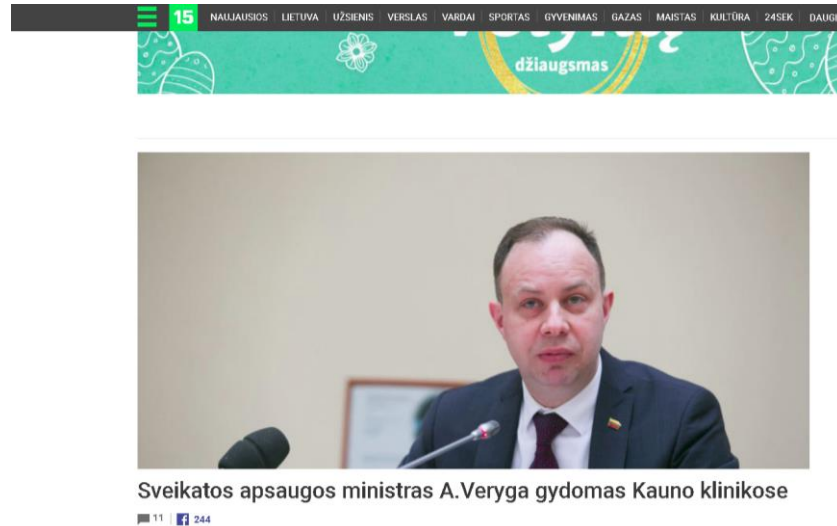 15 NAUJAUSIOS LIETUVA UŽSIENIS VERSLAS VARDAI SPORTAS GYVENIMAS GAZAS MAISTAS KULTŪRA 24SEK
džiaugsmas
Sveikatos apsaugos ministras A.Veryga gydomas Kauno klinikose
11 244